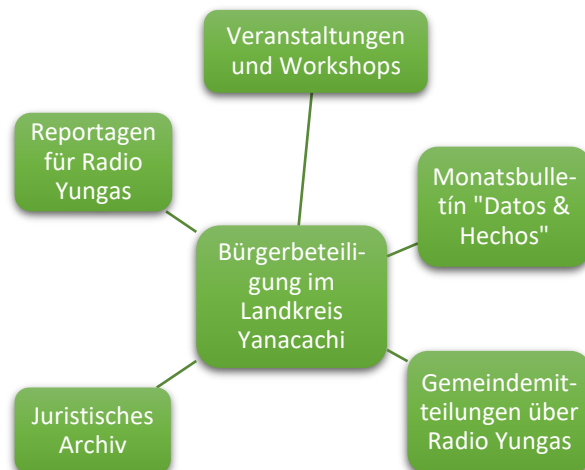 Veranstaltungen
und Workshops
Reportagen
für Radio
Yungas
Monatsbulle-
tín "Datos &
Hechos"
Bürgerbeteili-
gung im
Landkreis
Yanacachi
Gemeindemit-
teilungen über
Radio Yungas
Juristisches
Archiv